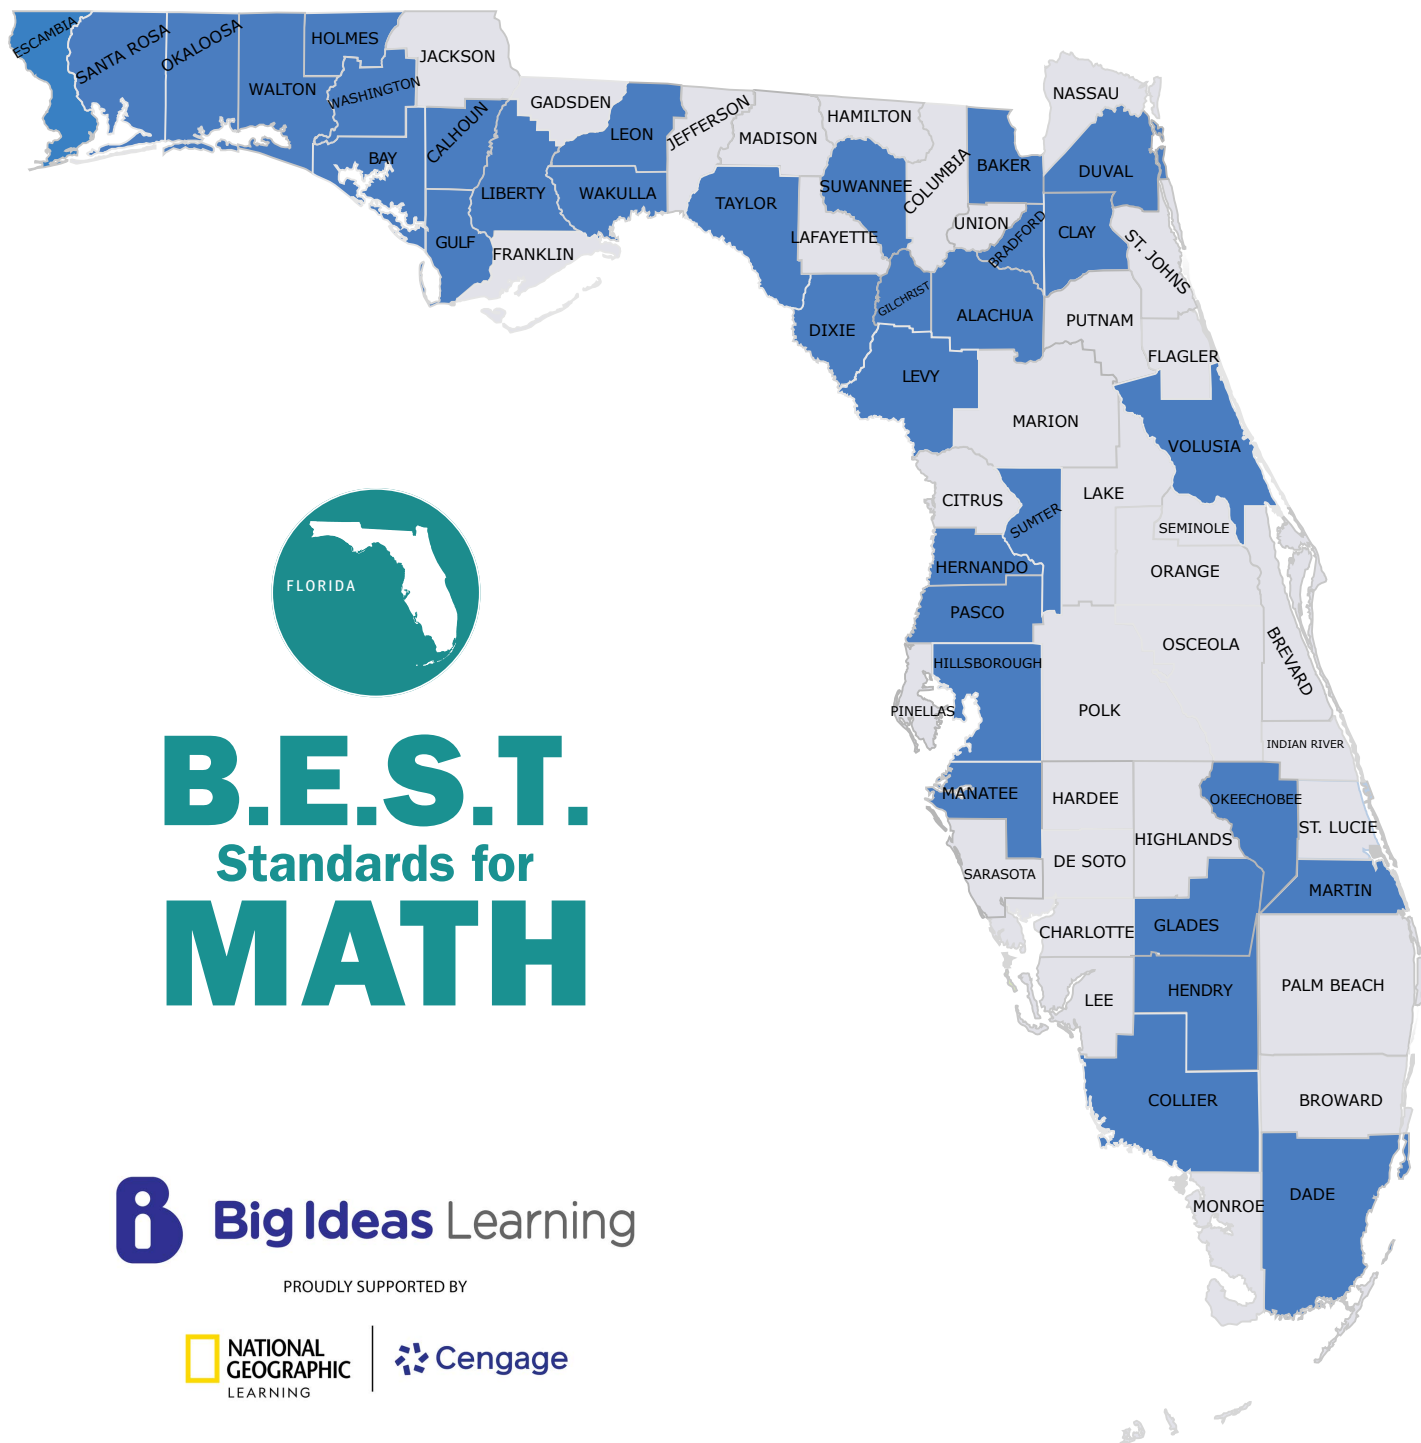 ESCAMBIA
SANTA ROSA
OKALOOSA
WALTON
HOLMES
WASHINGTON
JACKSON
BAY
CALHOUN
GULF
LIBERTY
GADSDEN
FRANKLIN
LEON
WAKULLA
JEFFERSON
MADISON
TAYLOR
HAMILTON
SUWANNEE
LAFAYETTE
DIXIE
COLUMBIA
GILCHRIST
BAKER
UNION
BRADFORD
ALACHUA
LEVY
NASSAU
DUVAL
CLAY
ST. JOHNS
PUTNAM
FLAGLER
MARION
VOLUSIA
CITRUS
SUMTER
LAKE
SEMINOLE
HERNANDO
ORANGE
PASCO
OSCEOLA
BREVARD
HILLSBOROUGH
PINELLAS
POLK
INDIAN RIVER
MANATEE
HARDEE
OKEECHOBEE
HIGHLANDS
ST. LUCIE
SARASOTA
DE SOTO
MARTIN
CHARLOTTE
GLADES
LEE
HENDRY
PALM BEACH
COLLIER
BROWARD
MONROE
DADE
FLORIDA
B.E.S.T.
Standards for
MATH
Big Ideas Learning
PROUDLY SUPPORTED BY
NATIONAL
GEOGRAPHIC
LEARNING
Cengage